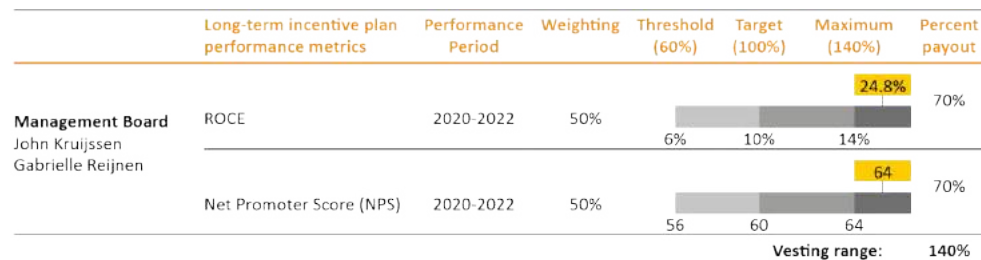 Long-term incentive plan performance metrics Performance Period Weighting Threshold (60%) Target (100%) Maximum (140%) Percent payout
Management Board
John Kruijssen
Gabrielle Reijnen
ROCE 2020-2022 50% 24.8% 70%
6% 10% 14%
Net Promoter Score (NPS) 2020-2022 50% 64 70%
56 60 64
Vesting range: 140%